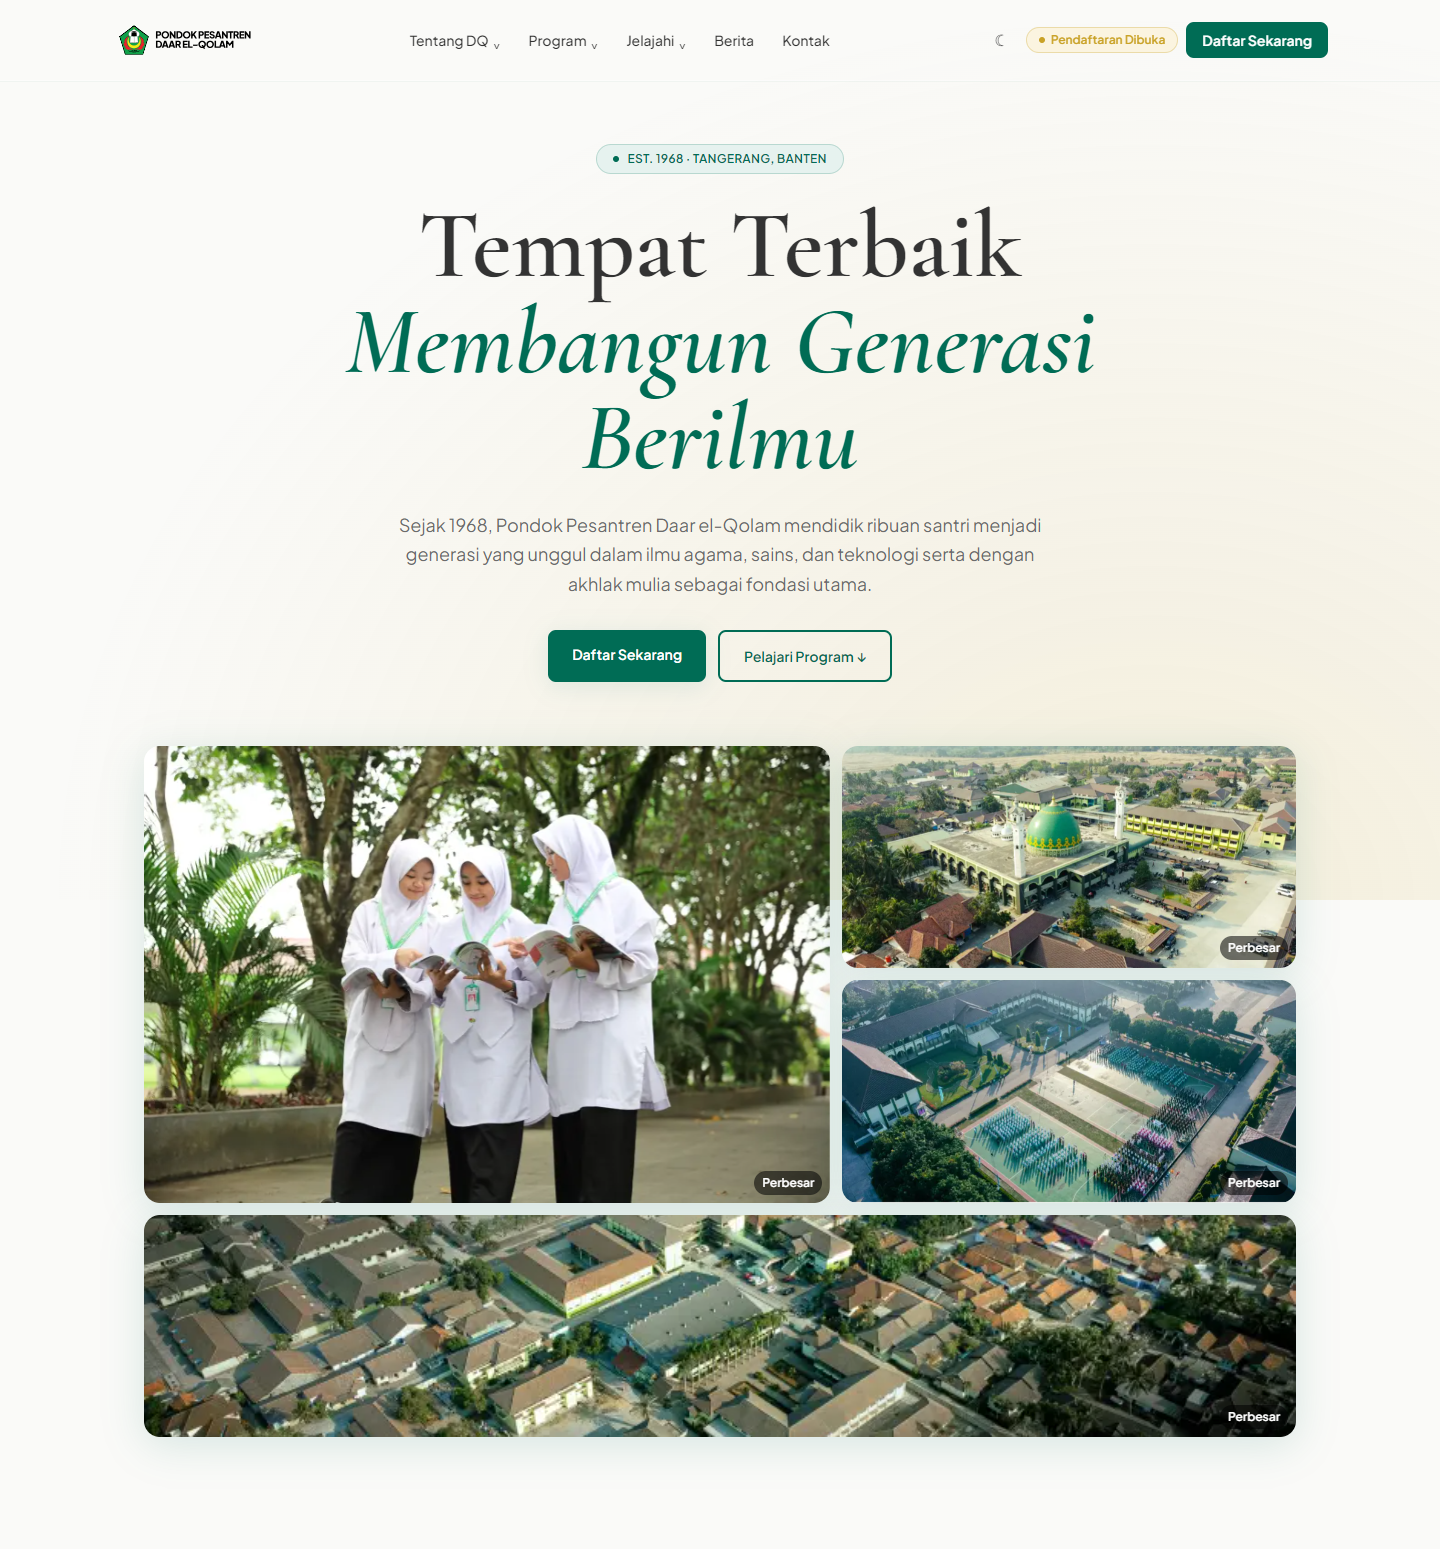 PONDOK PESANTREN
DAAR EL-QOLAM
Tentang DQ
Program
Jelajahi
Berita
Kontak
Pendaftaran Dibuka
Daftar Sekarang
EST. 1968 · TANGERANG, BANTEN
Tempat Terbaik
Membangun Generasi
Berilmu
Sejak 1968, Pondok Pesantren Daar el-Qolam mendidik ribuan santri menjadi
generasi yang unggul dalam ilmu agama, sains, dan teknologi serta dengan
akhlak mulia sebagai fondasi utama.
Daftar Sekarang
Pelajari Program ↓
Perbesar
Perbesar
Perbesar
Perbesar